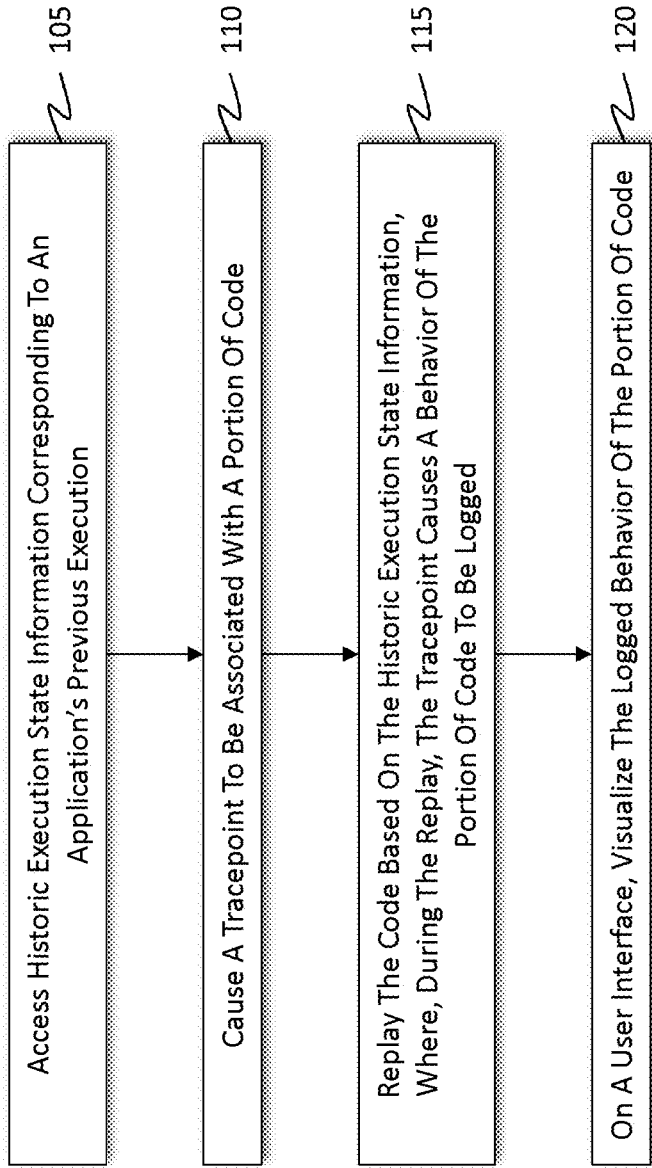 Access Historic Execution State Information Corresponding To An
Application's Previous Execution
105
Cause A Tracepoint To Be Associated With A Portion Of Code
110
Replay The Code Based On The Historic Execution State Information,
Where, During The Replay, The Tracepoint Causes A Behavior Of The
Portion Of Code To Be Logged
115
On A User Interface, Visualize The Logged Behavior Of The Portion Of Code
120